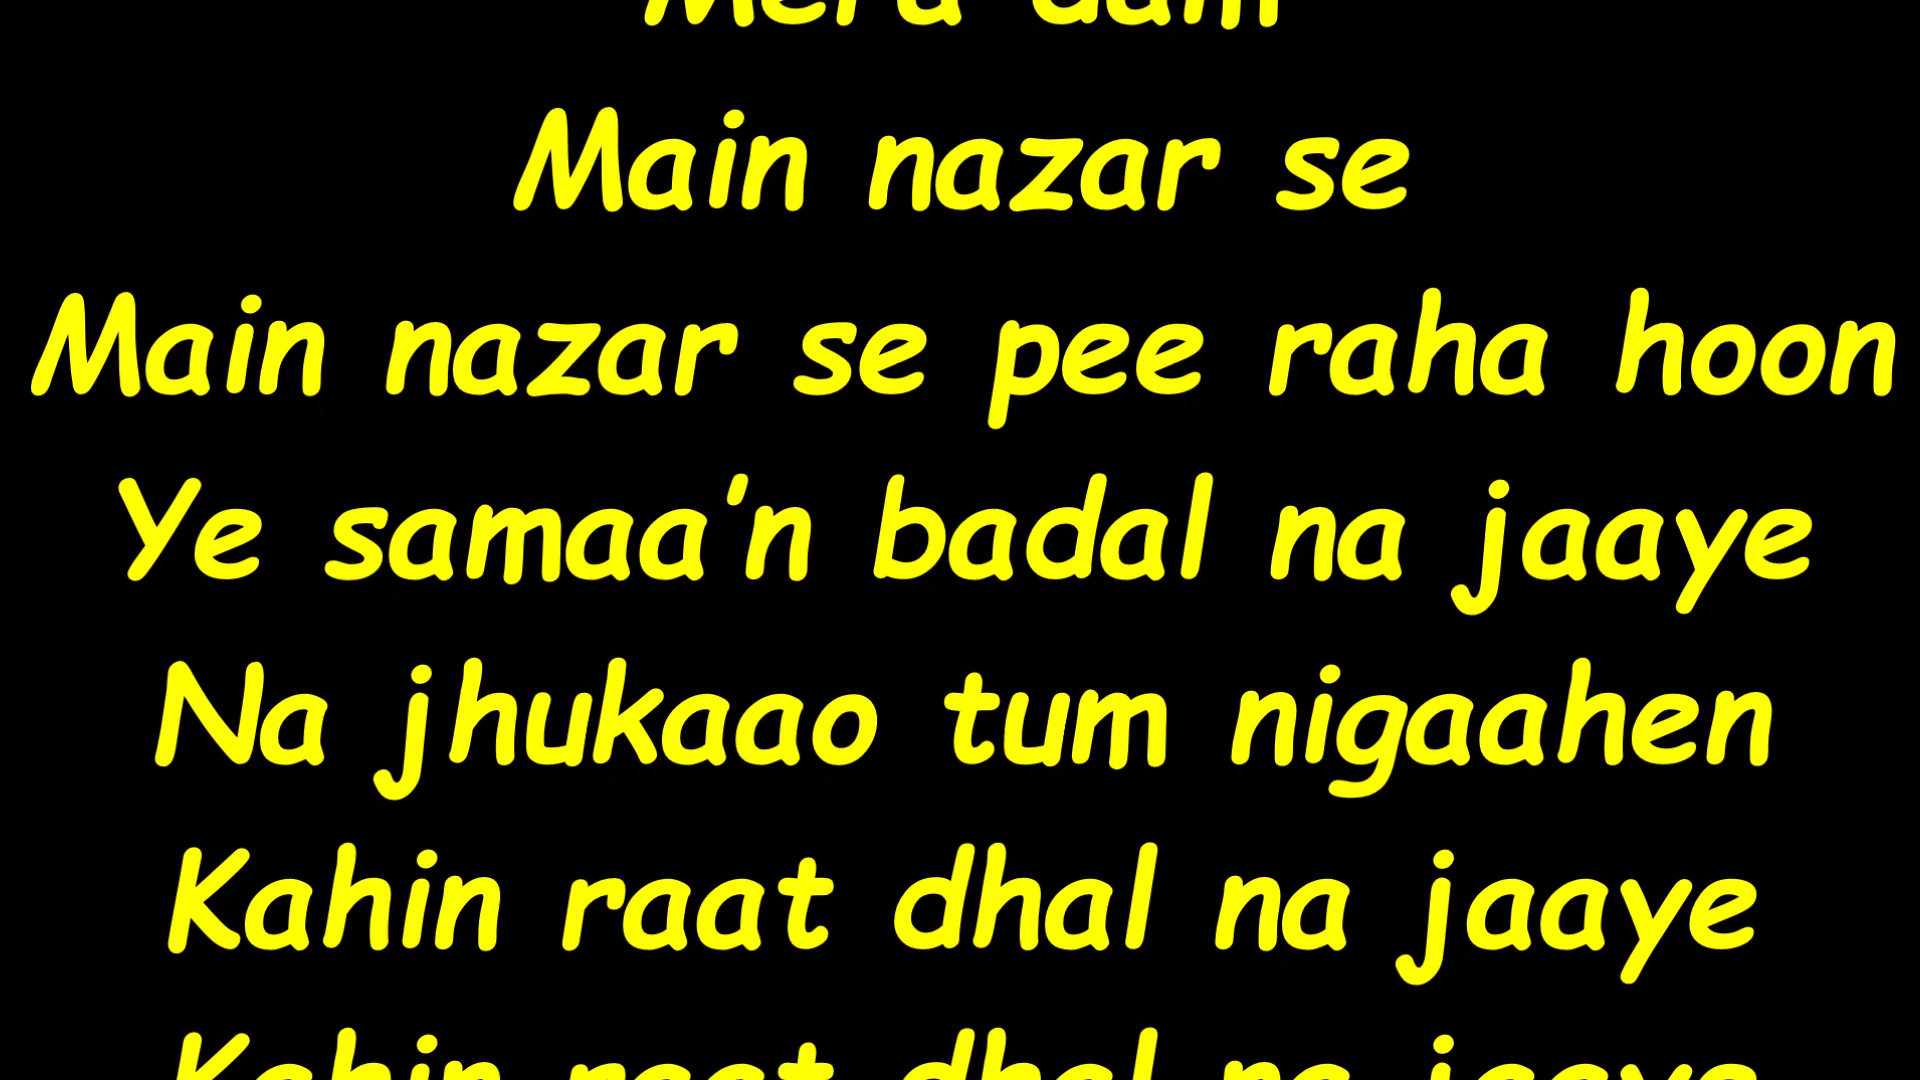 Mera dam
Main nazar se
Main nazar se pee raha hoon
Ye samaa'n badal na jaaye
Na jhukaao tum nigaahen
Kahin raat dhal na jaaye
Kahin raat dhal na jaaye